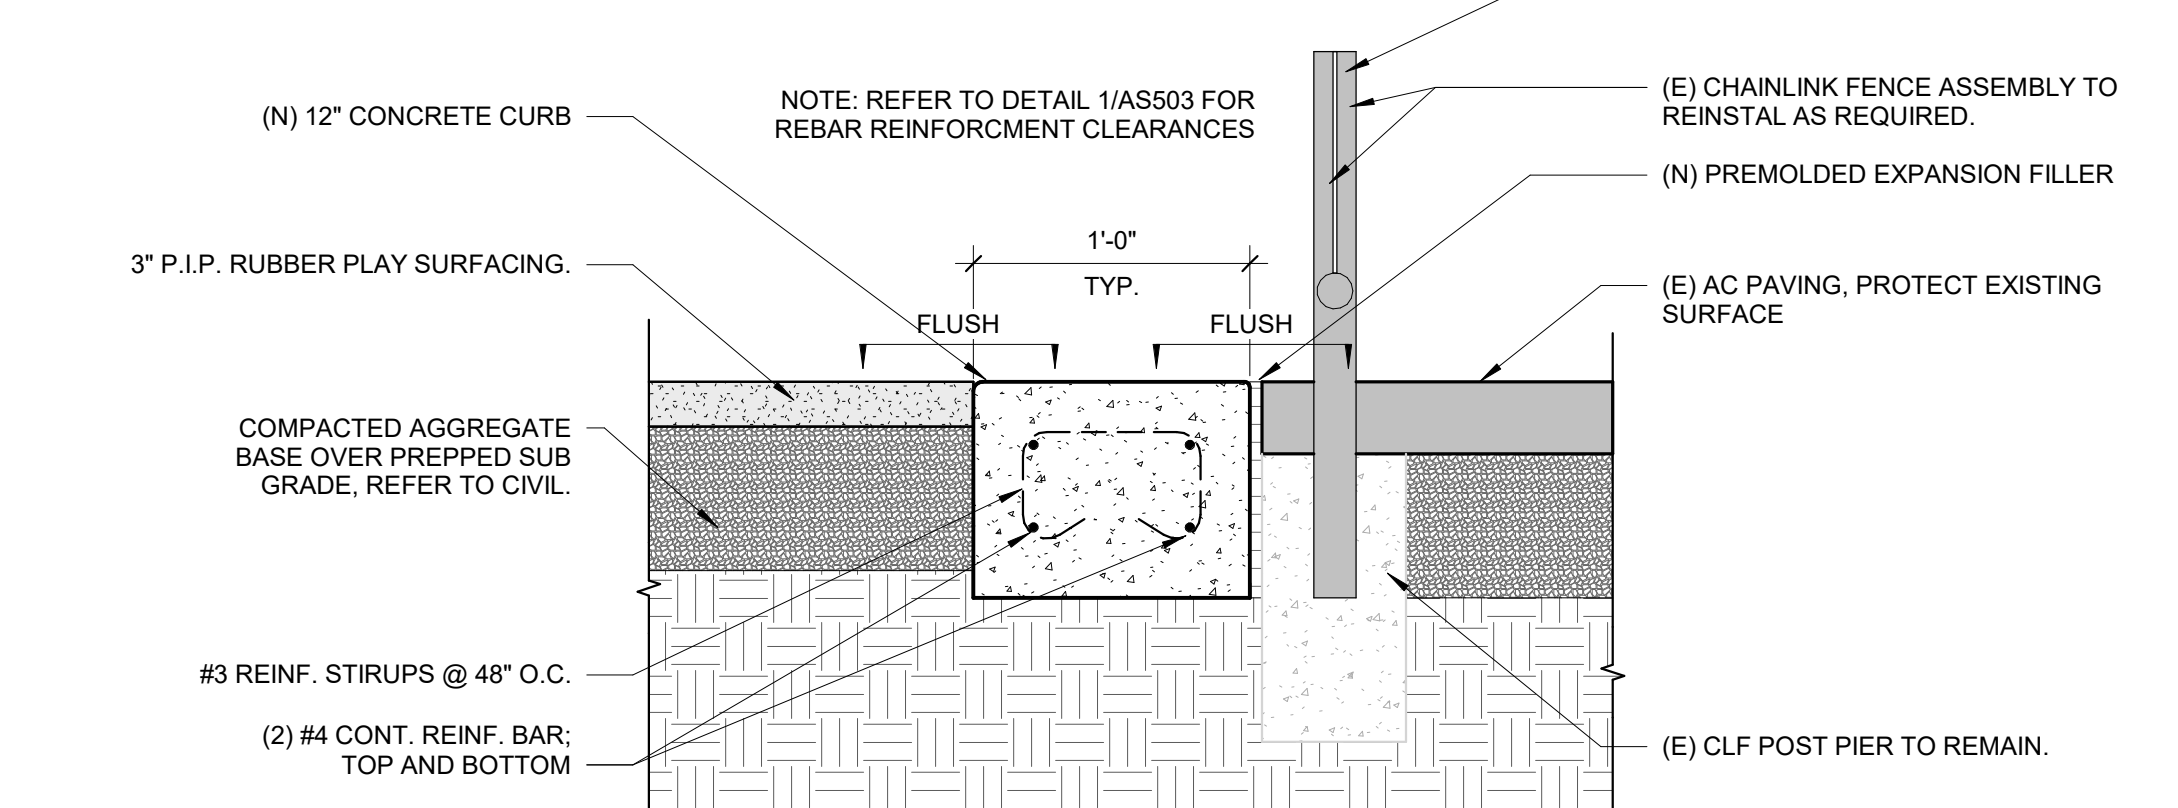 (N) 12" CONCRETE CURB
NOTE: REFER TO DETAIL 1/AS503 FOR
REBAR REINFORCMENT CLEARANCES
(E) CHAINLINK FENCE ASSEMBLY TO
REINSTAL AS REQUIRED.
(N) PREMOLDED EXPANSION FILLER
3" P.I.P. RUBBER PLAY SURFACING.
1'-0"
TYP.
FLUSH
FLUSH
(E) AC PAVING, PROTECT EXISTING
SURFACE
COMPACTED AGGREGATE
BASE OVER PREPPED SUB
GRADE, REFER TO CIVIL.
#3 REINF. STIRUPS @ 48" O.C.
(2) #4 CONT. REINF. BAR;
TOP AND BOTTOM
(E) CLF POST PIER TO REMAIN.